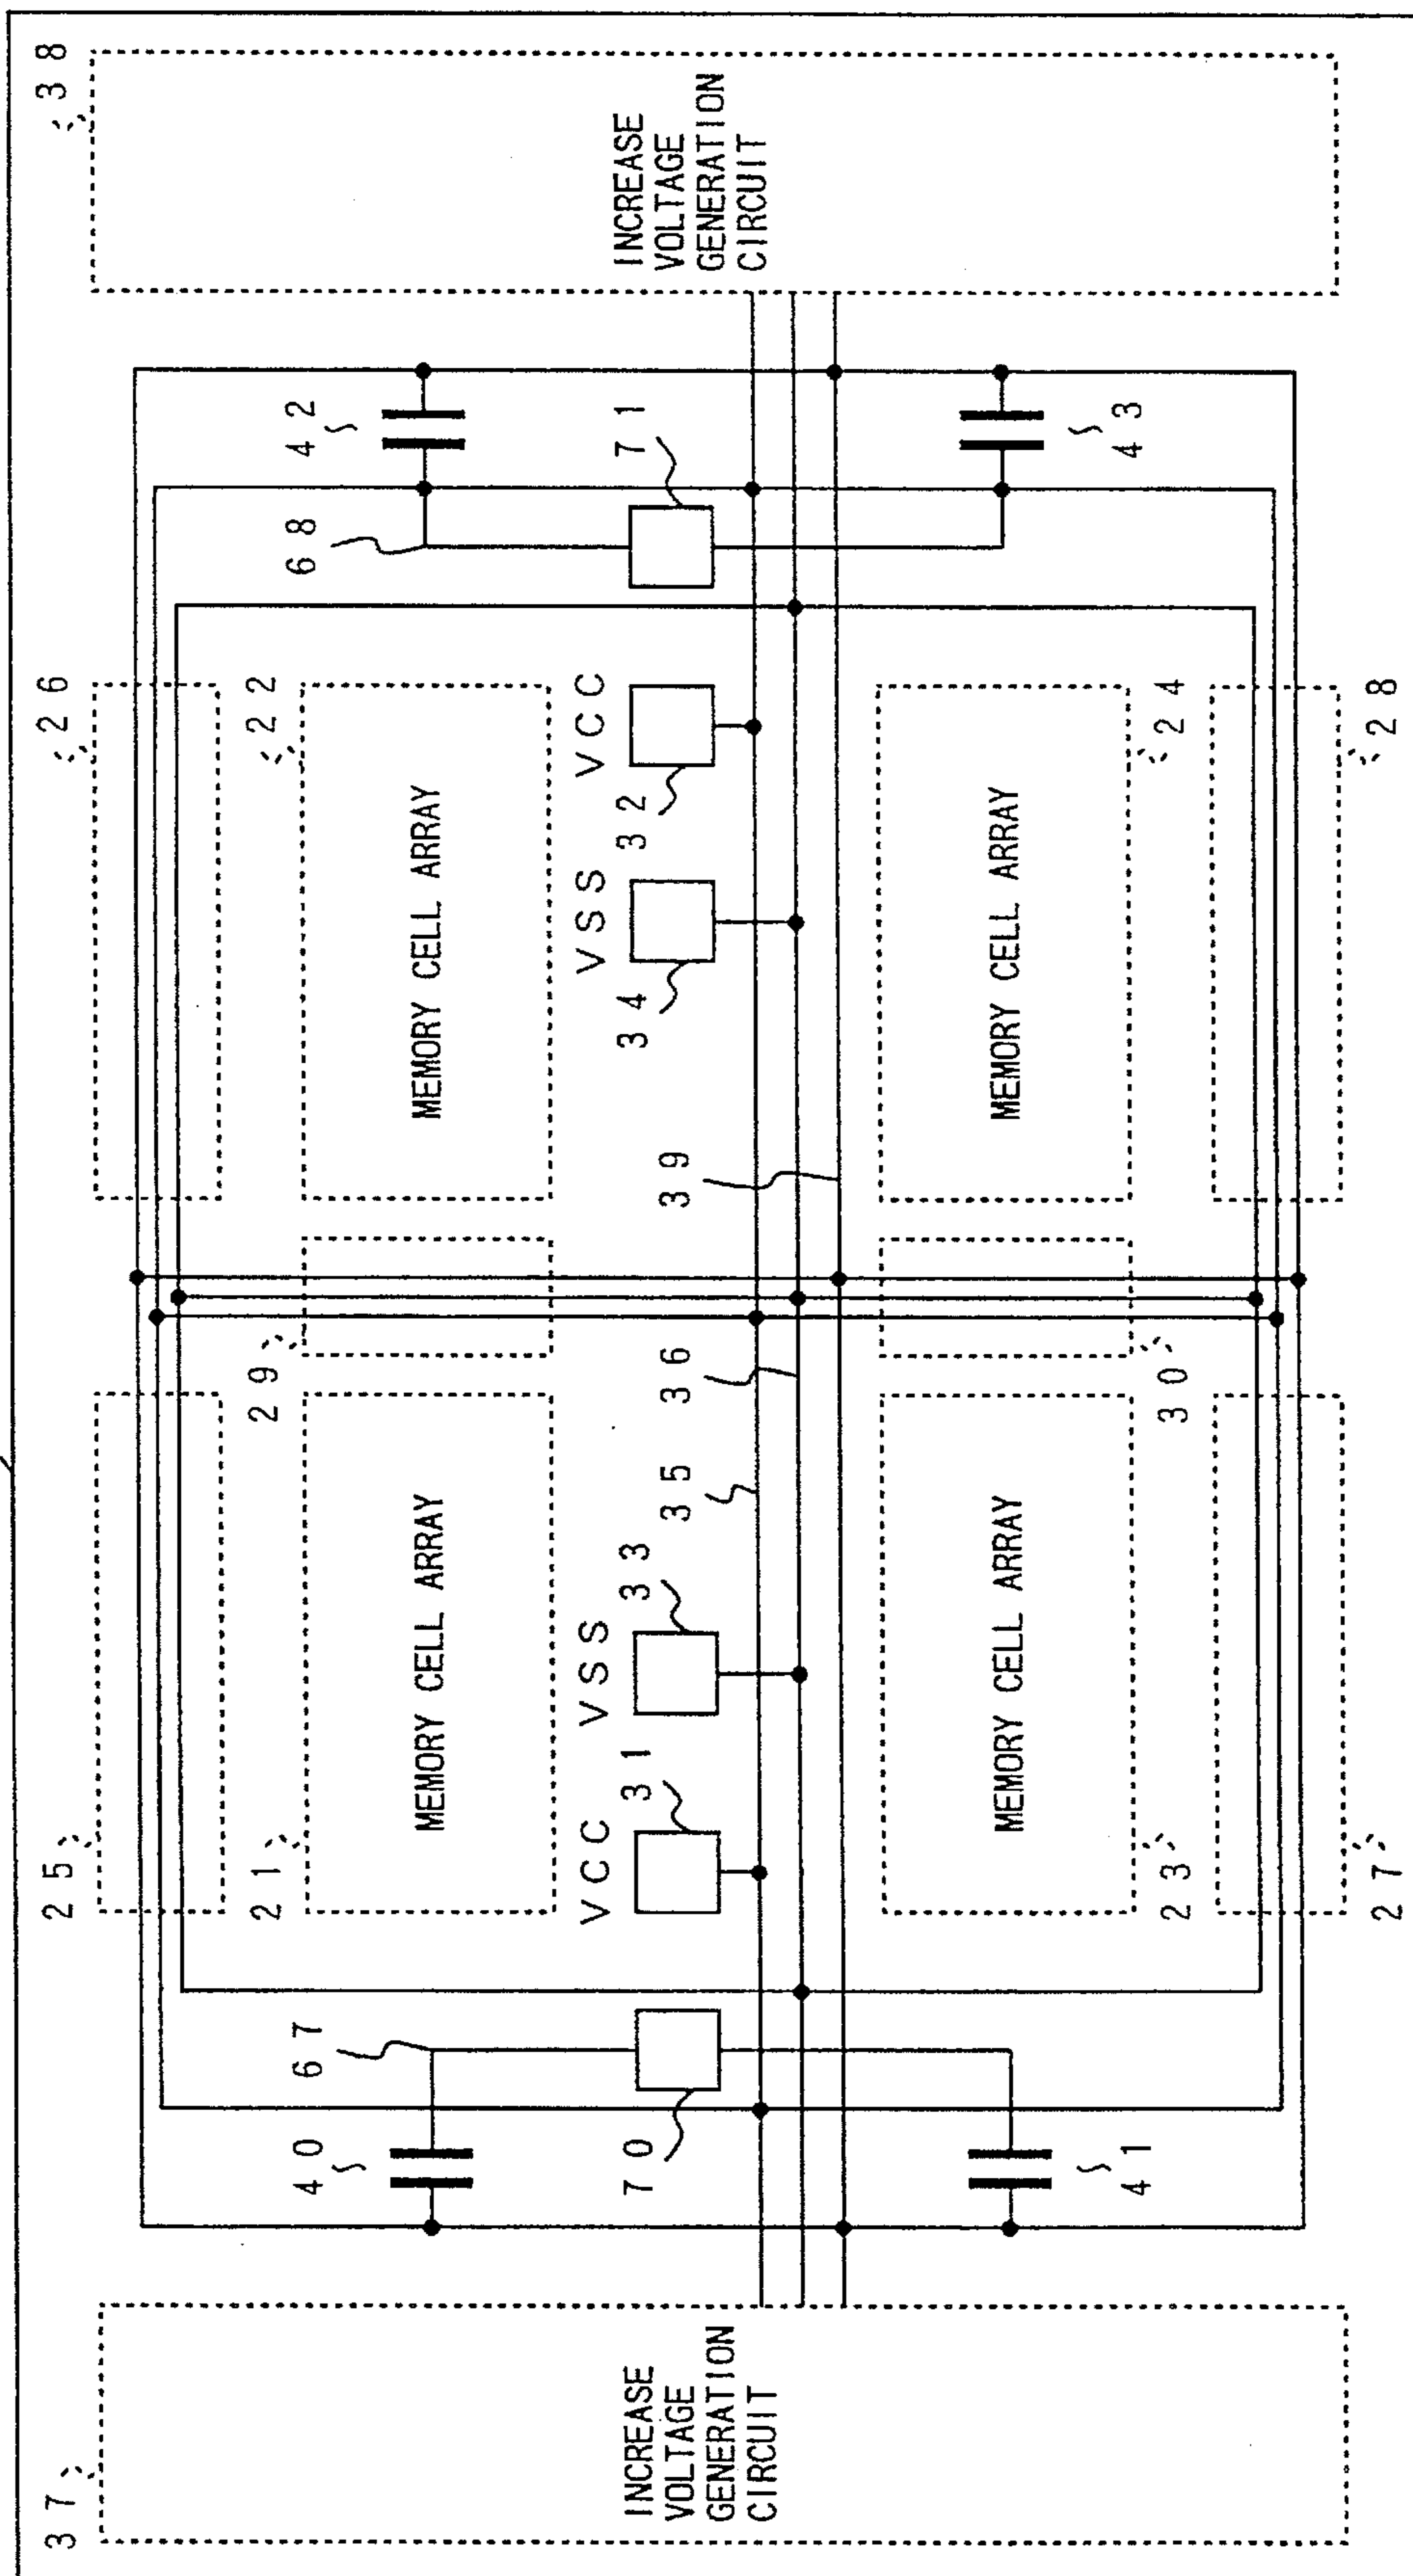 38
INCREASE
VOLTAGE
GENERATION
CIRCUIT
42
71
43
68
26
22
VCC
32
24
28
MEMORY CELL ARRAY
VSS
34
MEMORY CELL ARRAY
39
29
36
30
35
25
21
MEMORY CELL ARRAY
VSS
33
MEMORY CELL ARRAY
VCC
31
23
27
67
40
70
41
37
INCREASE
VOLTAGE
GENERATION
CIRCUIT